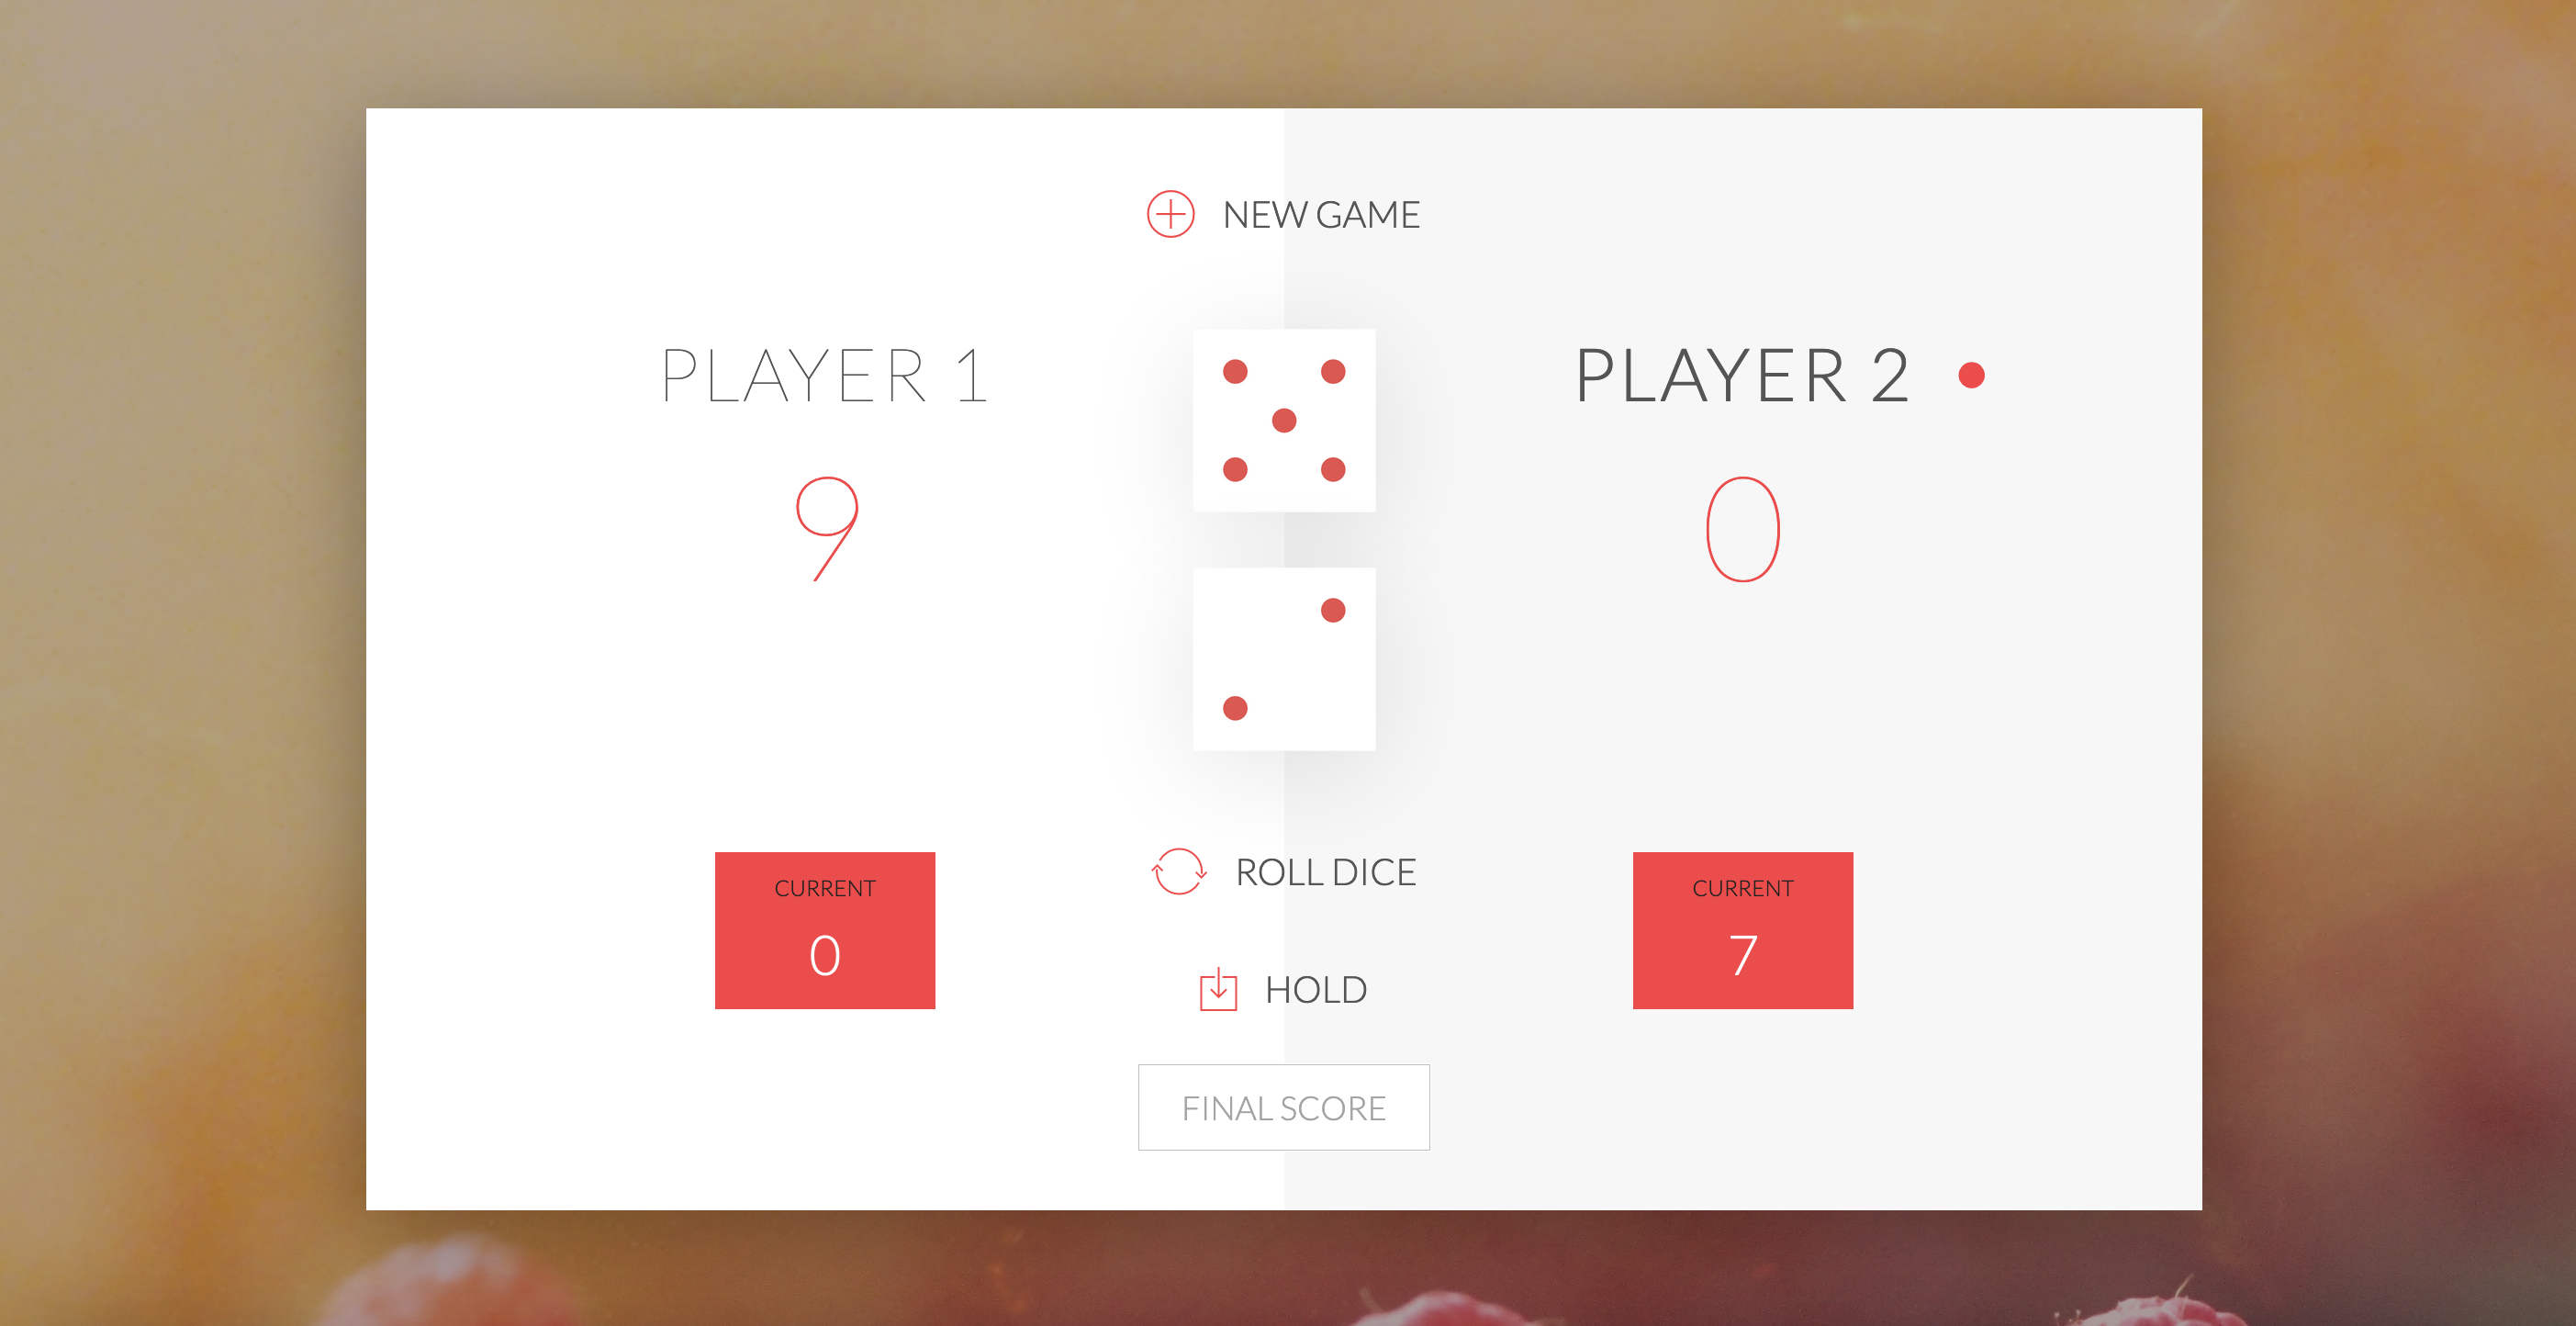 NEW GAME
PLAYER 1
9
PLAYER 2
0
CURRENT
0
ROLL DICE
HOLD
CURRENT
7
FINAL SCORE